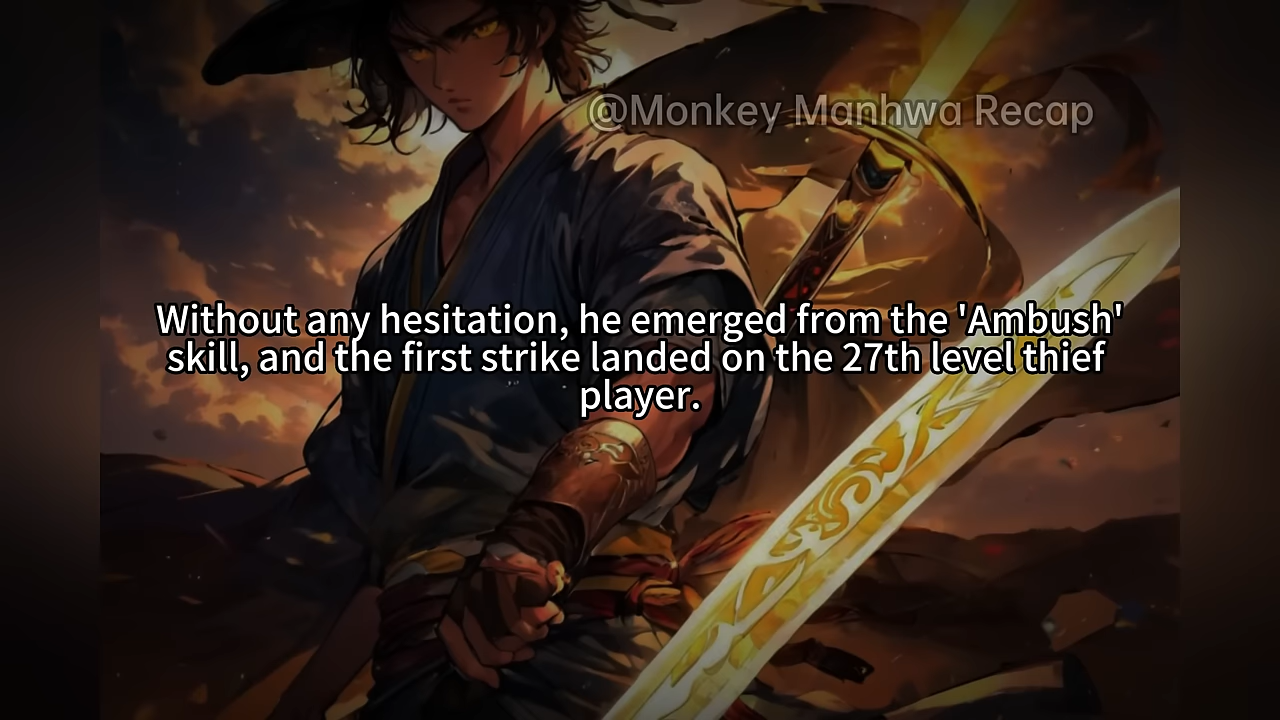 @Monkey Manhwa Recap
Without any hesitation, he emerged from the 'Ambush'
skill, and the first strike landed on the 27th level thief
player.